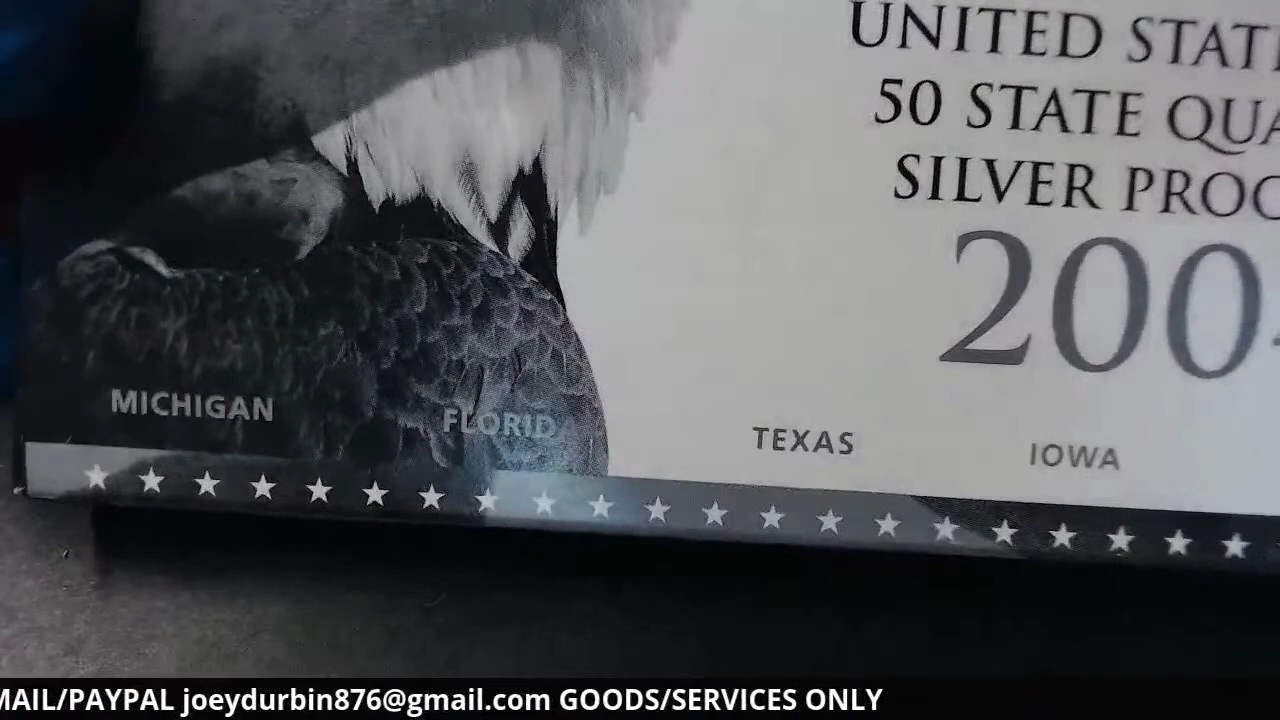 UNITED STAT
50 STATE QUA
SILVER PROO
200
MICHIGAN
FLORIDA
TEXAS
IOWA
MAIL/PAYPAL joeydurbin876@gmail.com GOODS/SERVICES ONLY